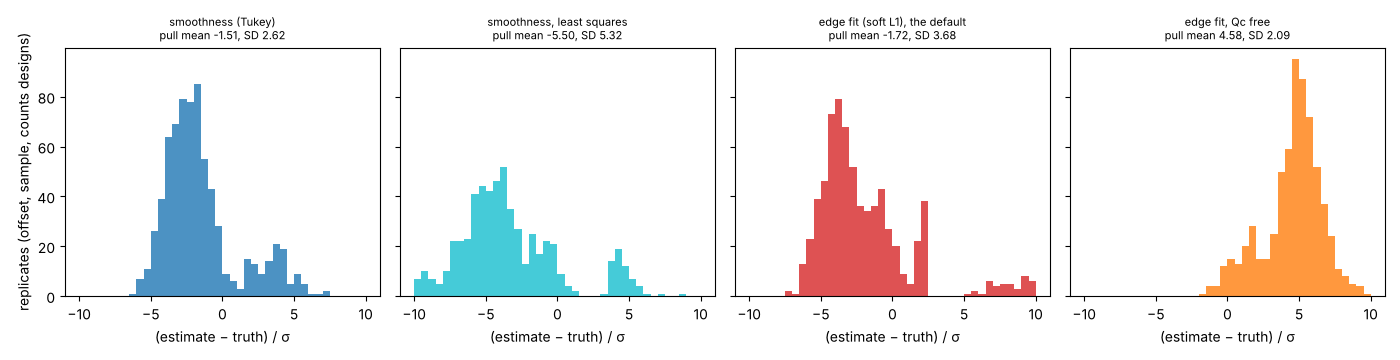 smoothness (Tukey)
pull mean -1.51, SD 2.62
smoothness, least squares
pull mean -5.50, SD 5.32
edge fit (soft L1), the default
pull mean -1.72, SD 3.68
edge fit, Qc free
pull mean 4.58, SD 2.09
replicates (offset, sample, counts designs)
80
60
40
20
0
−10 −5 0 5 10
−10 −5 0 5 10
−10 −5 0 5 10
−10 −5 0 5 10
(estimate − truth) / σ
(estimate − truth) / σ
(estimate − truth) / σ
(estimate − truth) / σ